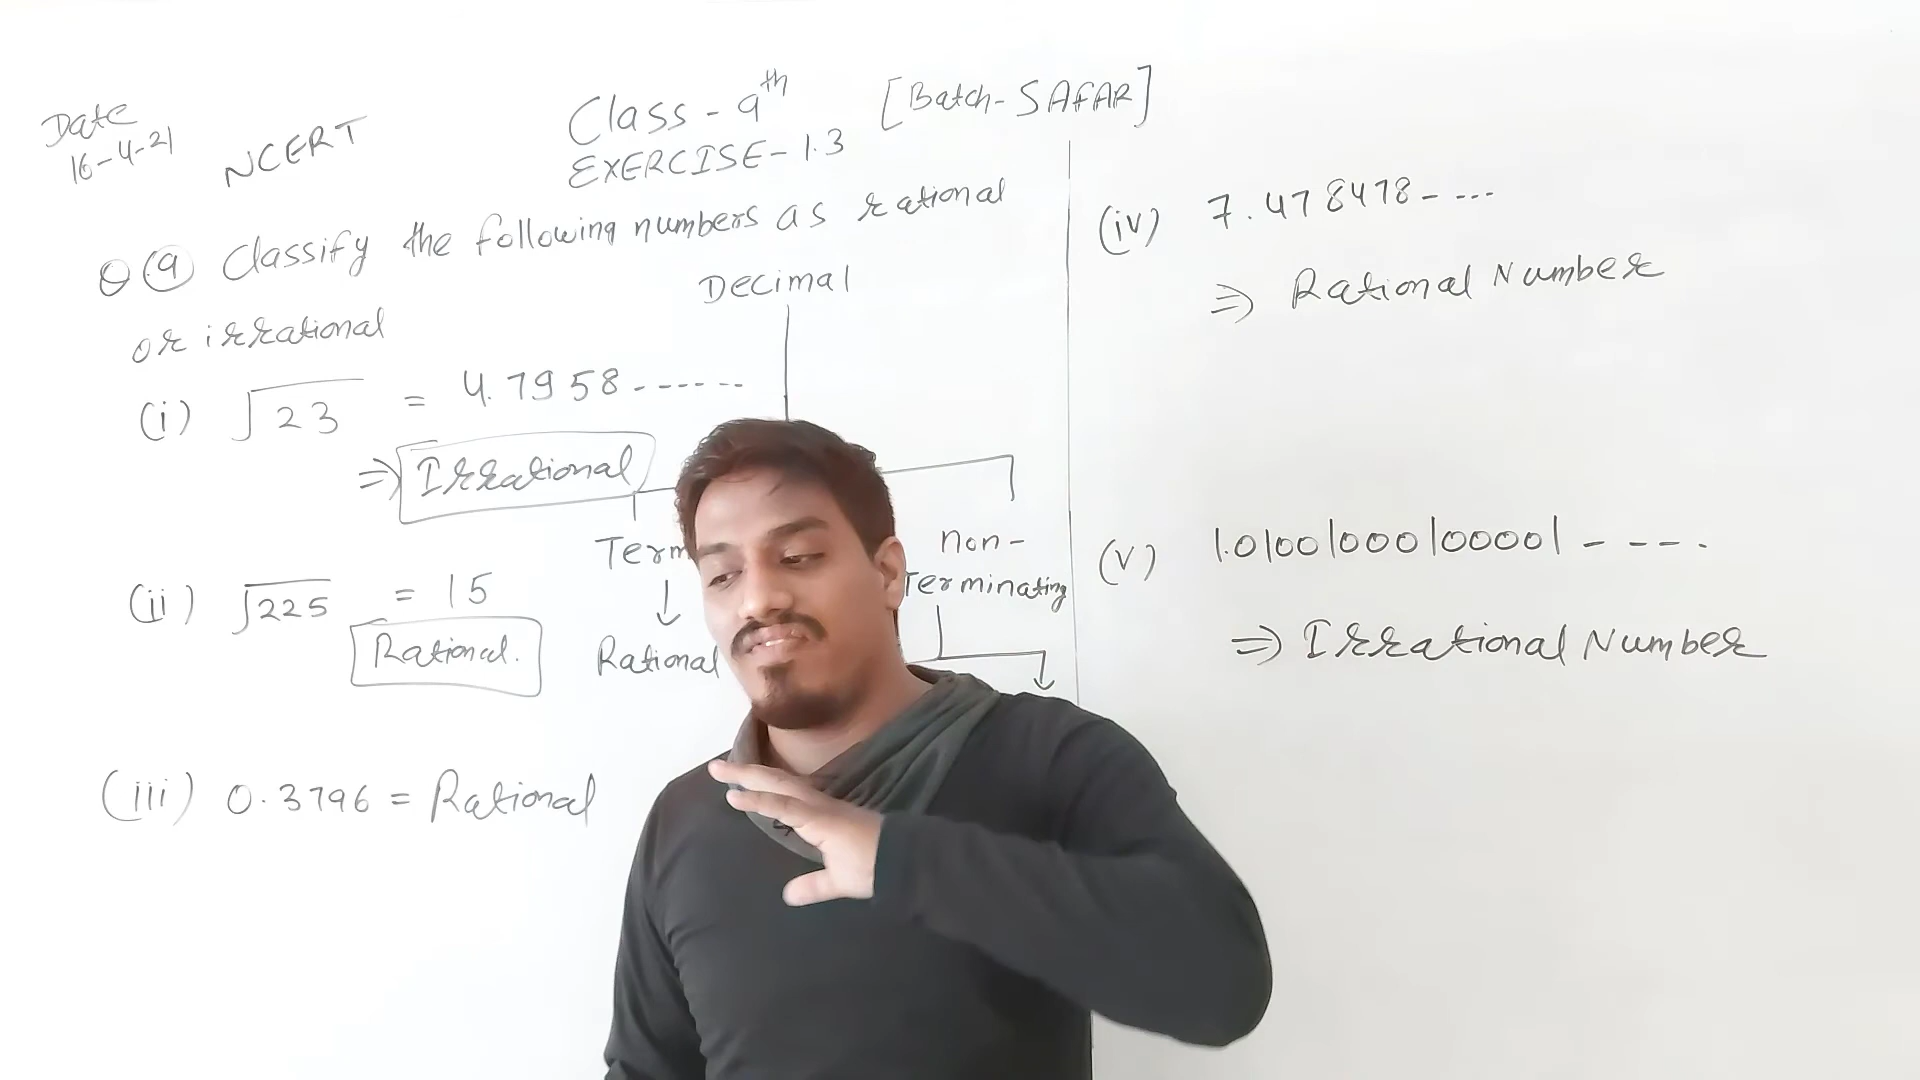 Date
16-4-21
NCERT
Class - 9th
[Batch- SAFAR]
EXERCISE- 1.3
Q (9) Classify the following numbers as rational
or irrational
(i) √23 = 4.7958------
⇒ Irrational
(ii) √225 = 15
Rational.
(iii) 0.3796 = Rational
Decimal
Non-
Terminating
↓
Rational
(iv) 7.478478-...
⇒ Rational Number
(v) 1.01001000100001 - - - .
⇒ Irrational Number